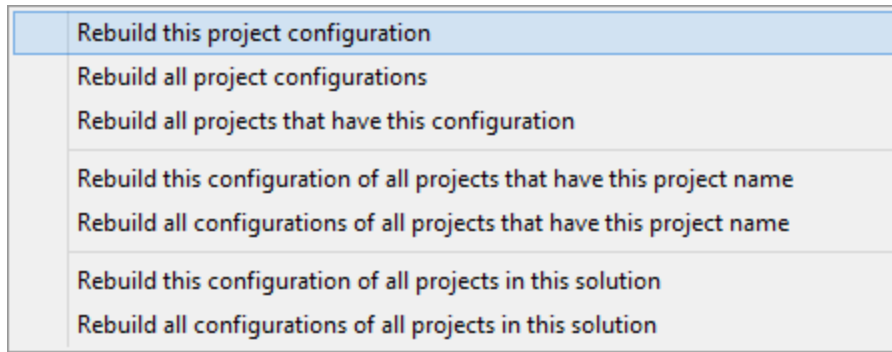 Rebuild this project configuration
Rebuild all project configurations
Rebuild all projects that have this configuration
Rebuild this configuration of all projects that have this project name
Rebuild all configurations of all projects that have this project name
Rebuild this configuration of all projects in this solution
Rebuild all configurations of all projects in this solution